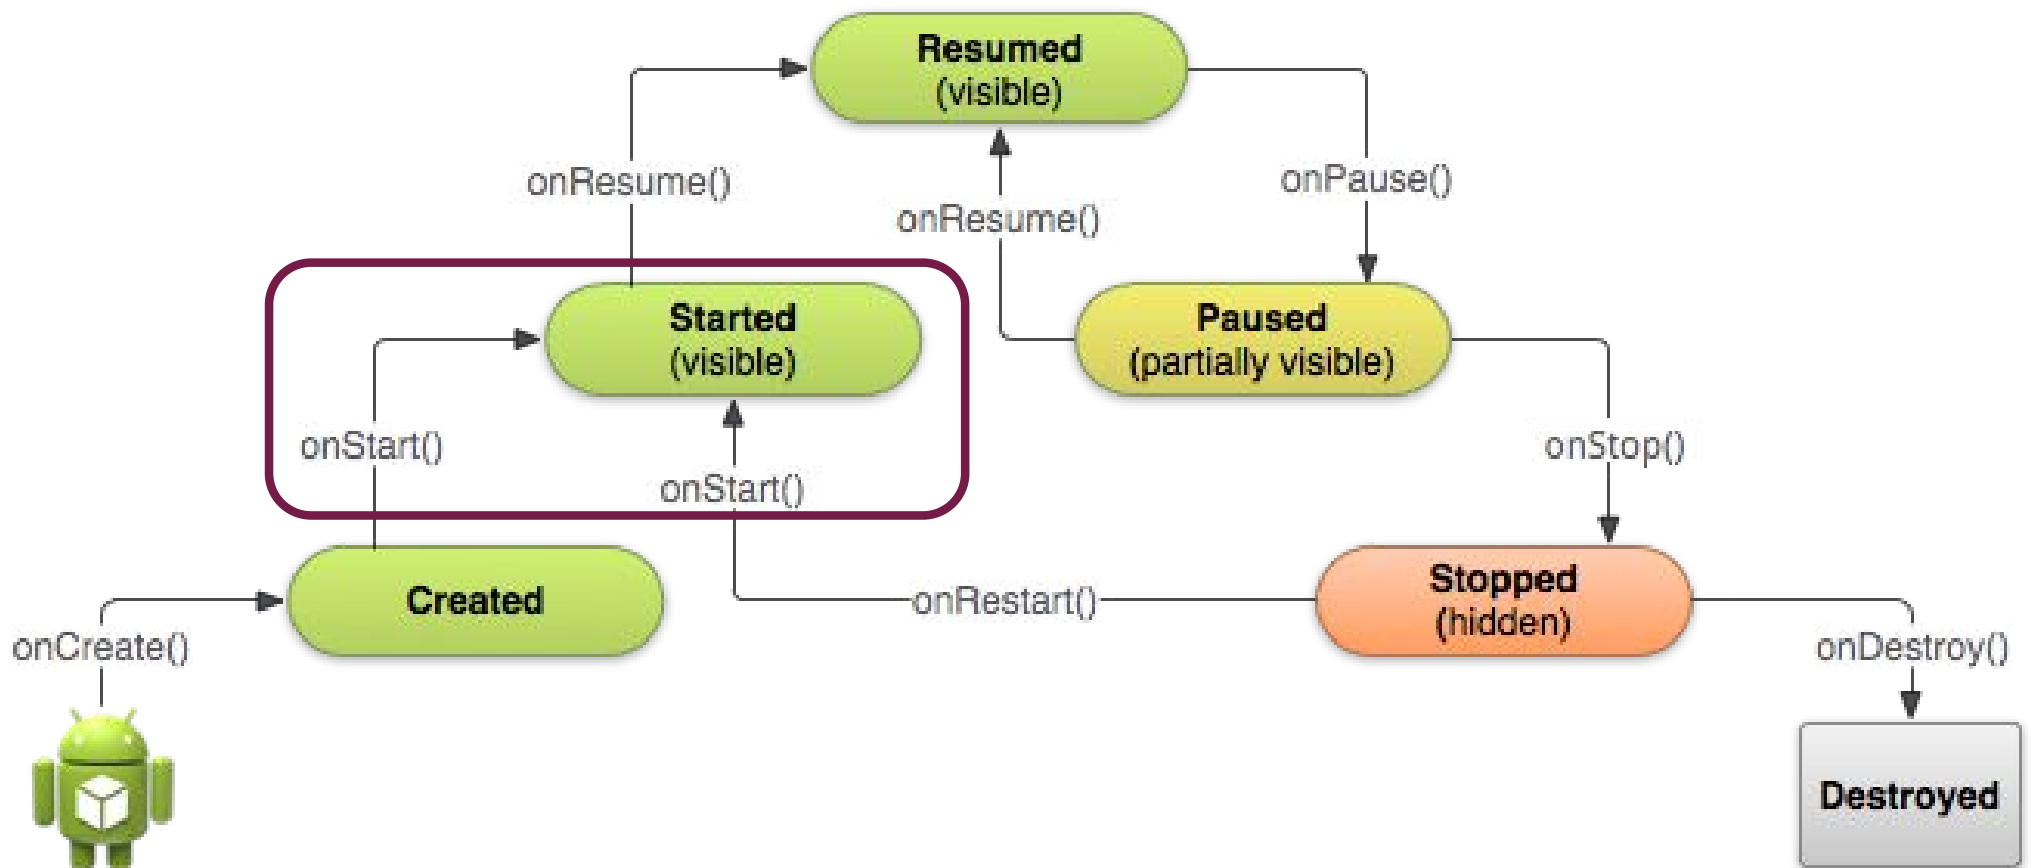 Resumed
(visible)
onResume()
onPause()
onResume()
Started
(visible)
Paused
(partially visible)
onStart()
onStop()
onStart()
Created
onRestart()
Stopped
(hidden)
onCreate()
onDestroy()
Destroyed